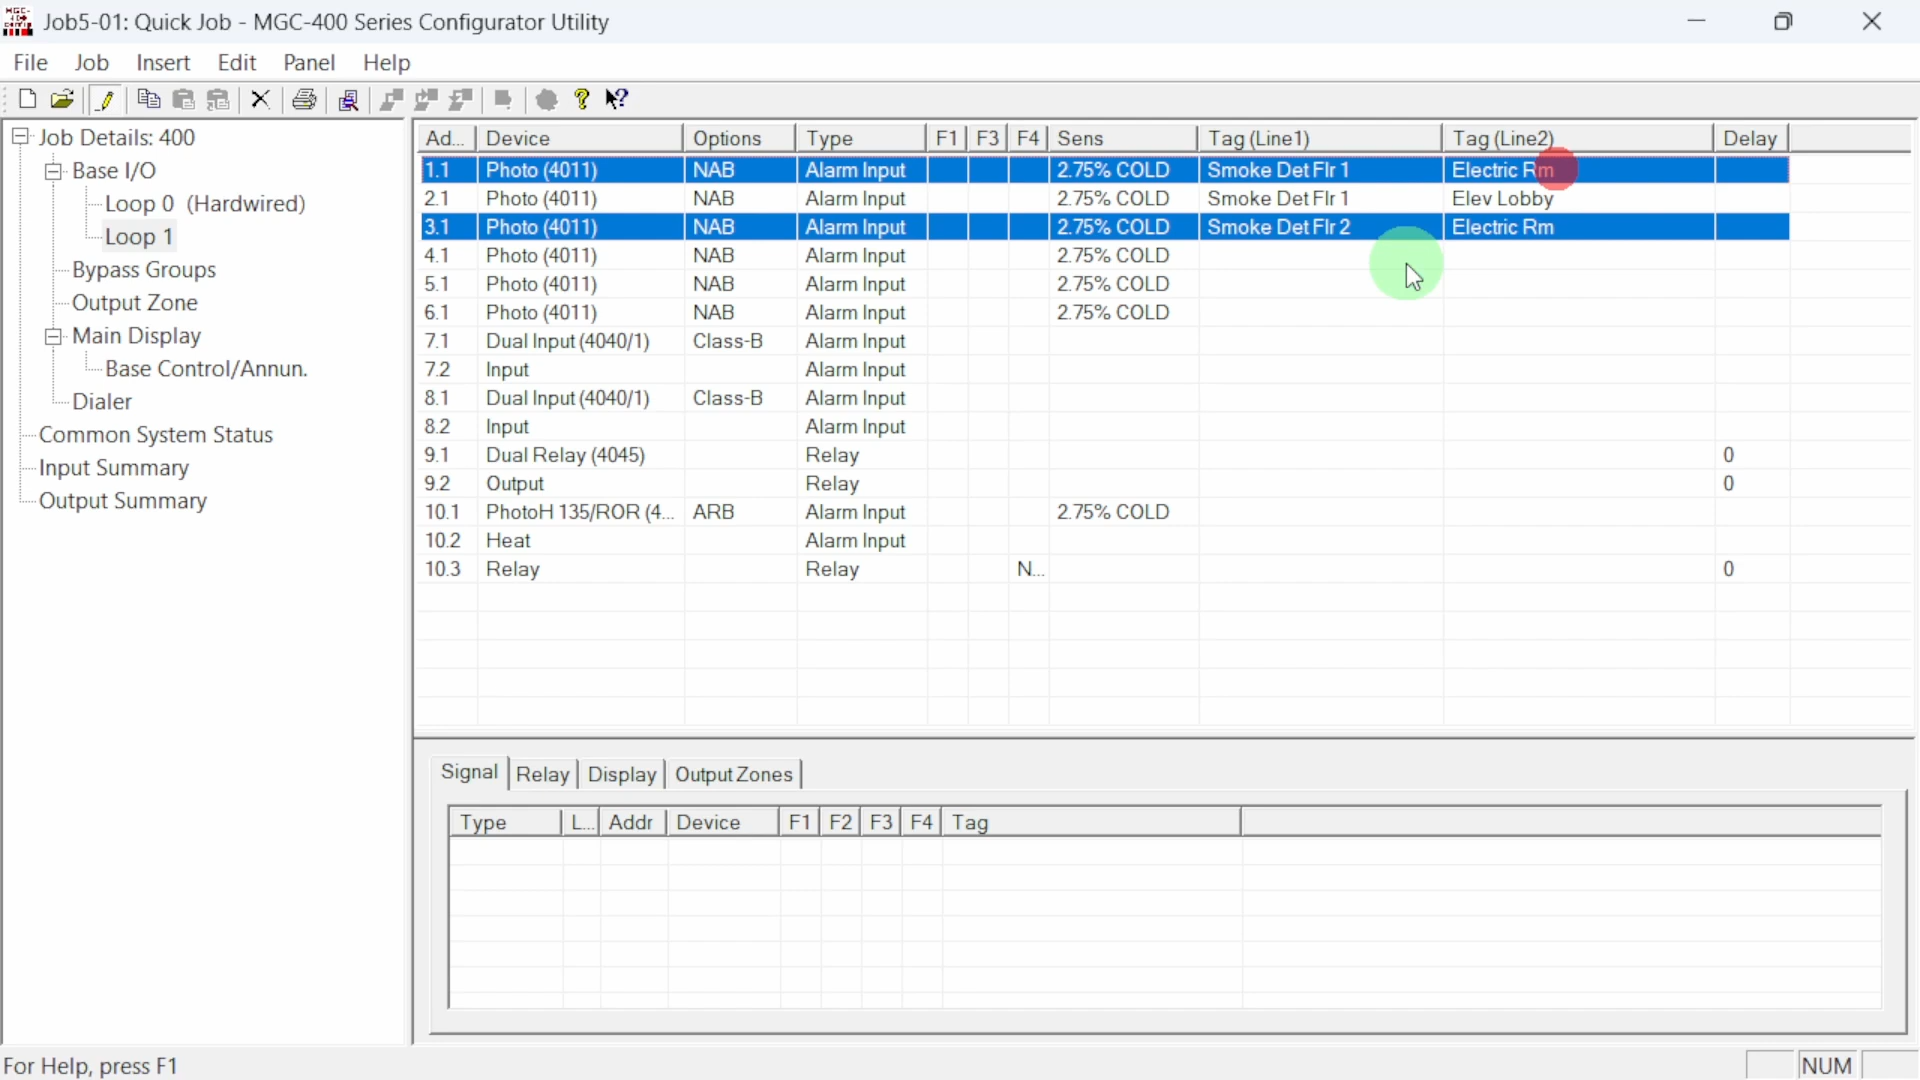 Job5-01: Quick Job - MGC-400 Series Configurator Utility
File Job Insert Edit Panel Help
Job Details: 400
Base I/O
Loop 0 (Hardwired)
Loop 1
Bypass Groups
Output Zone
Main Display
Base Control/Annun.
Dialer
Common System Status
Input Summary
Output Summary
Ad... Device Options Type F1 F3 F4 Sens Tag (Line1) Tag (Line2) Delay
1.1 Photo (4011) NAB Alarm Input 2.75% COLD Smoke Det Flr 1 Electric Rm
2.1 Photo (4011) NAB Alarm Input 2.75% COLD Smoke Det Flr 1 Elev Lobby
3.1 Photo (4011) NAB Alarm Input 2.75% COLD Smoke Det Flr 2 Electric Rm
4.1 Photo (4011) NAB Alarm Input 2.75% COLD
5.1 Photo (4011) NAB Alarm Input 2.75% COLD
6.1 Photo (4011) NAB Alarm Input 2.75% COLD
7.1 Dual Input (4040/1) Class-B Alarm Input
7.2 Input Alarm Input
8.1 Dual Input (4040/1) Class-B Alarm Input
8.2 Input Alarm Input
9.1 Dual Relay (4045) Relay 0
9.2 Output Relay 0
10.1 PhotoH 135/ROR (4... ARB Alarm Input 2.75% COLD
10.2 Heat Alarm Input
10.3 Relay Relay N... 0
Signal Relay Display Output Zones
Type L... Addr Device F1 F2 F3 F4 Tag
For Help, press F1 NUM